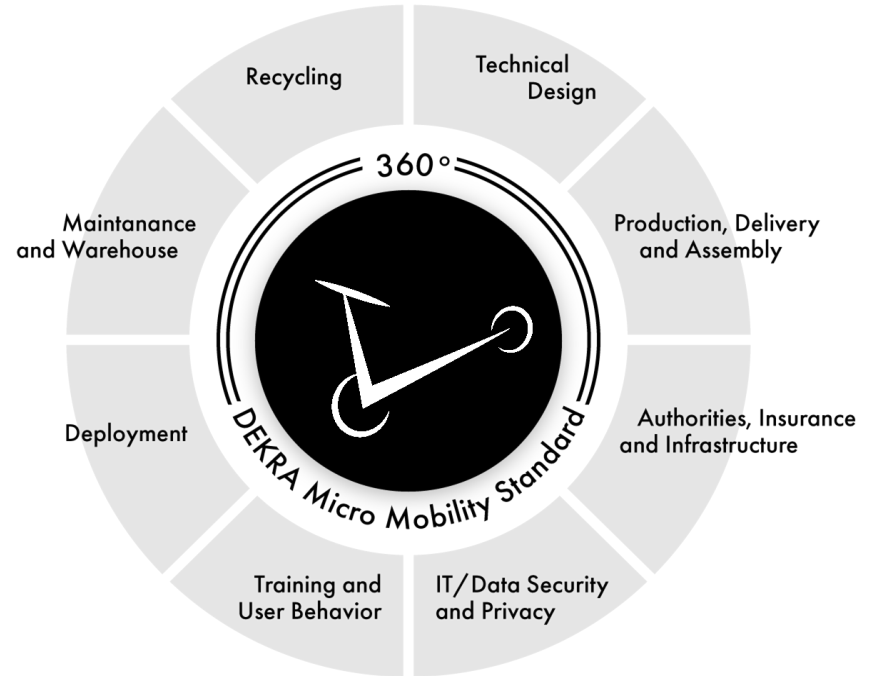 Recycling
Technical
Design
Maintanance
and Warehouse
360°
Production, Delivery
and Assembly
Deployment
DEKRA Micro Mobility Standard
Authorities, Insurance
and Infrastructure
Training and
User Behavior
IT/Data Security
and Privacy